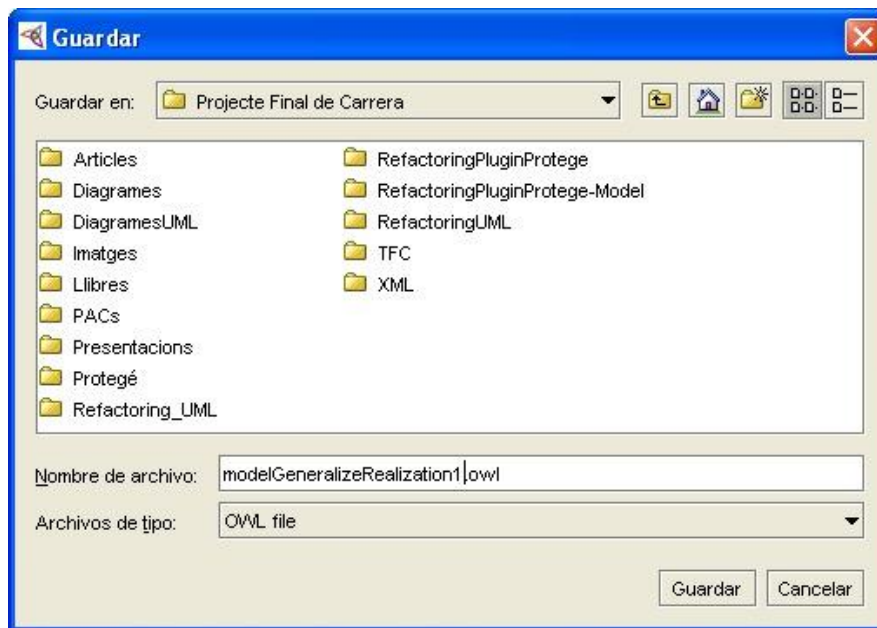 Guardar
Guardar en: Projecte Final de Carrera
Articles
Diagrames
DiagramesUML
Imatges
Llibres
PACs
Presentacions
Protegé
Refactoring_UML
RefactoringPluginProtege
RefactoringPluginProtege-Model
RefactoringUML
TFC
XML
Nombre de archivo: modelGeneralizeRealization1.owl
Archivos de tipo: OWL file
Guardar Cancelar